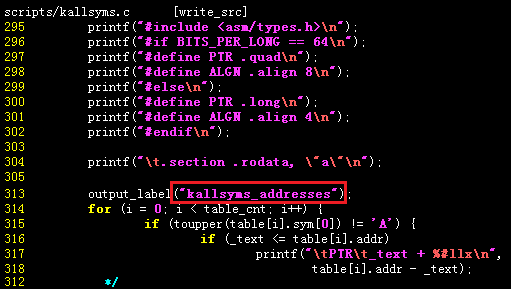 scripts/kallsyms.c [write_src]
295 printf("#include <asm/types.h>\n");
296 printf("#if BITS_PER_LONG == 64\n");
297 printf("#define PTR .quad\n");
298 printf("#define ALGN .align 8\n");
299 printf("#else\n");
300 printf("#define PTR .long\n");
301 printf("#define ALGN .align 4\n");
302 printf("#endif\n");
303
304 printf("\t.section .rodata, \"a\"\n");
313 output_label("kallsyms_addresses");
314 for (i = 0; i < table_cnt; i++) {
315 if (toupper(table[i].sym[0]) != 'A') {
316 if (_text <= table[i].addr)
317 printf("\tPTR\t_text + %#llx\n",
318 table[i].addr - _text);
312 */